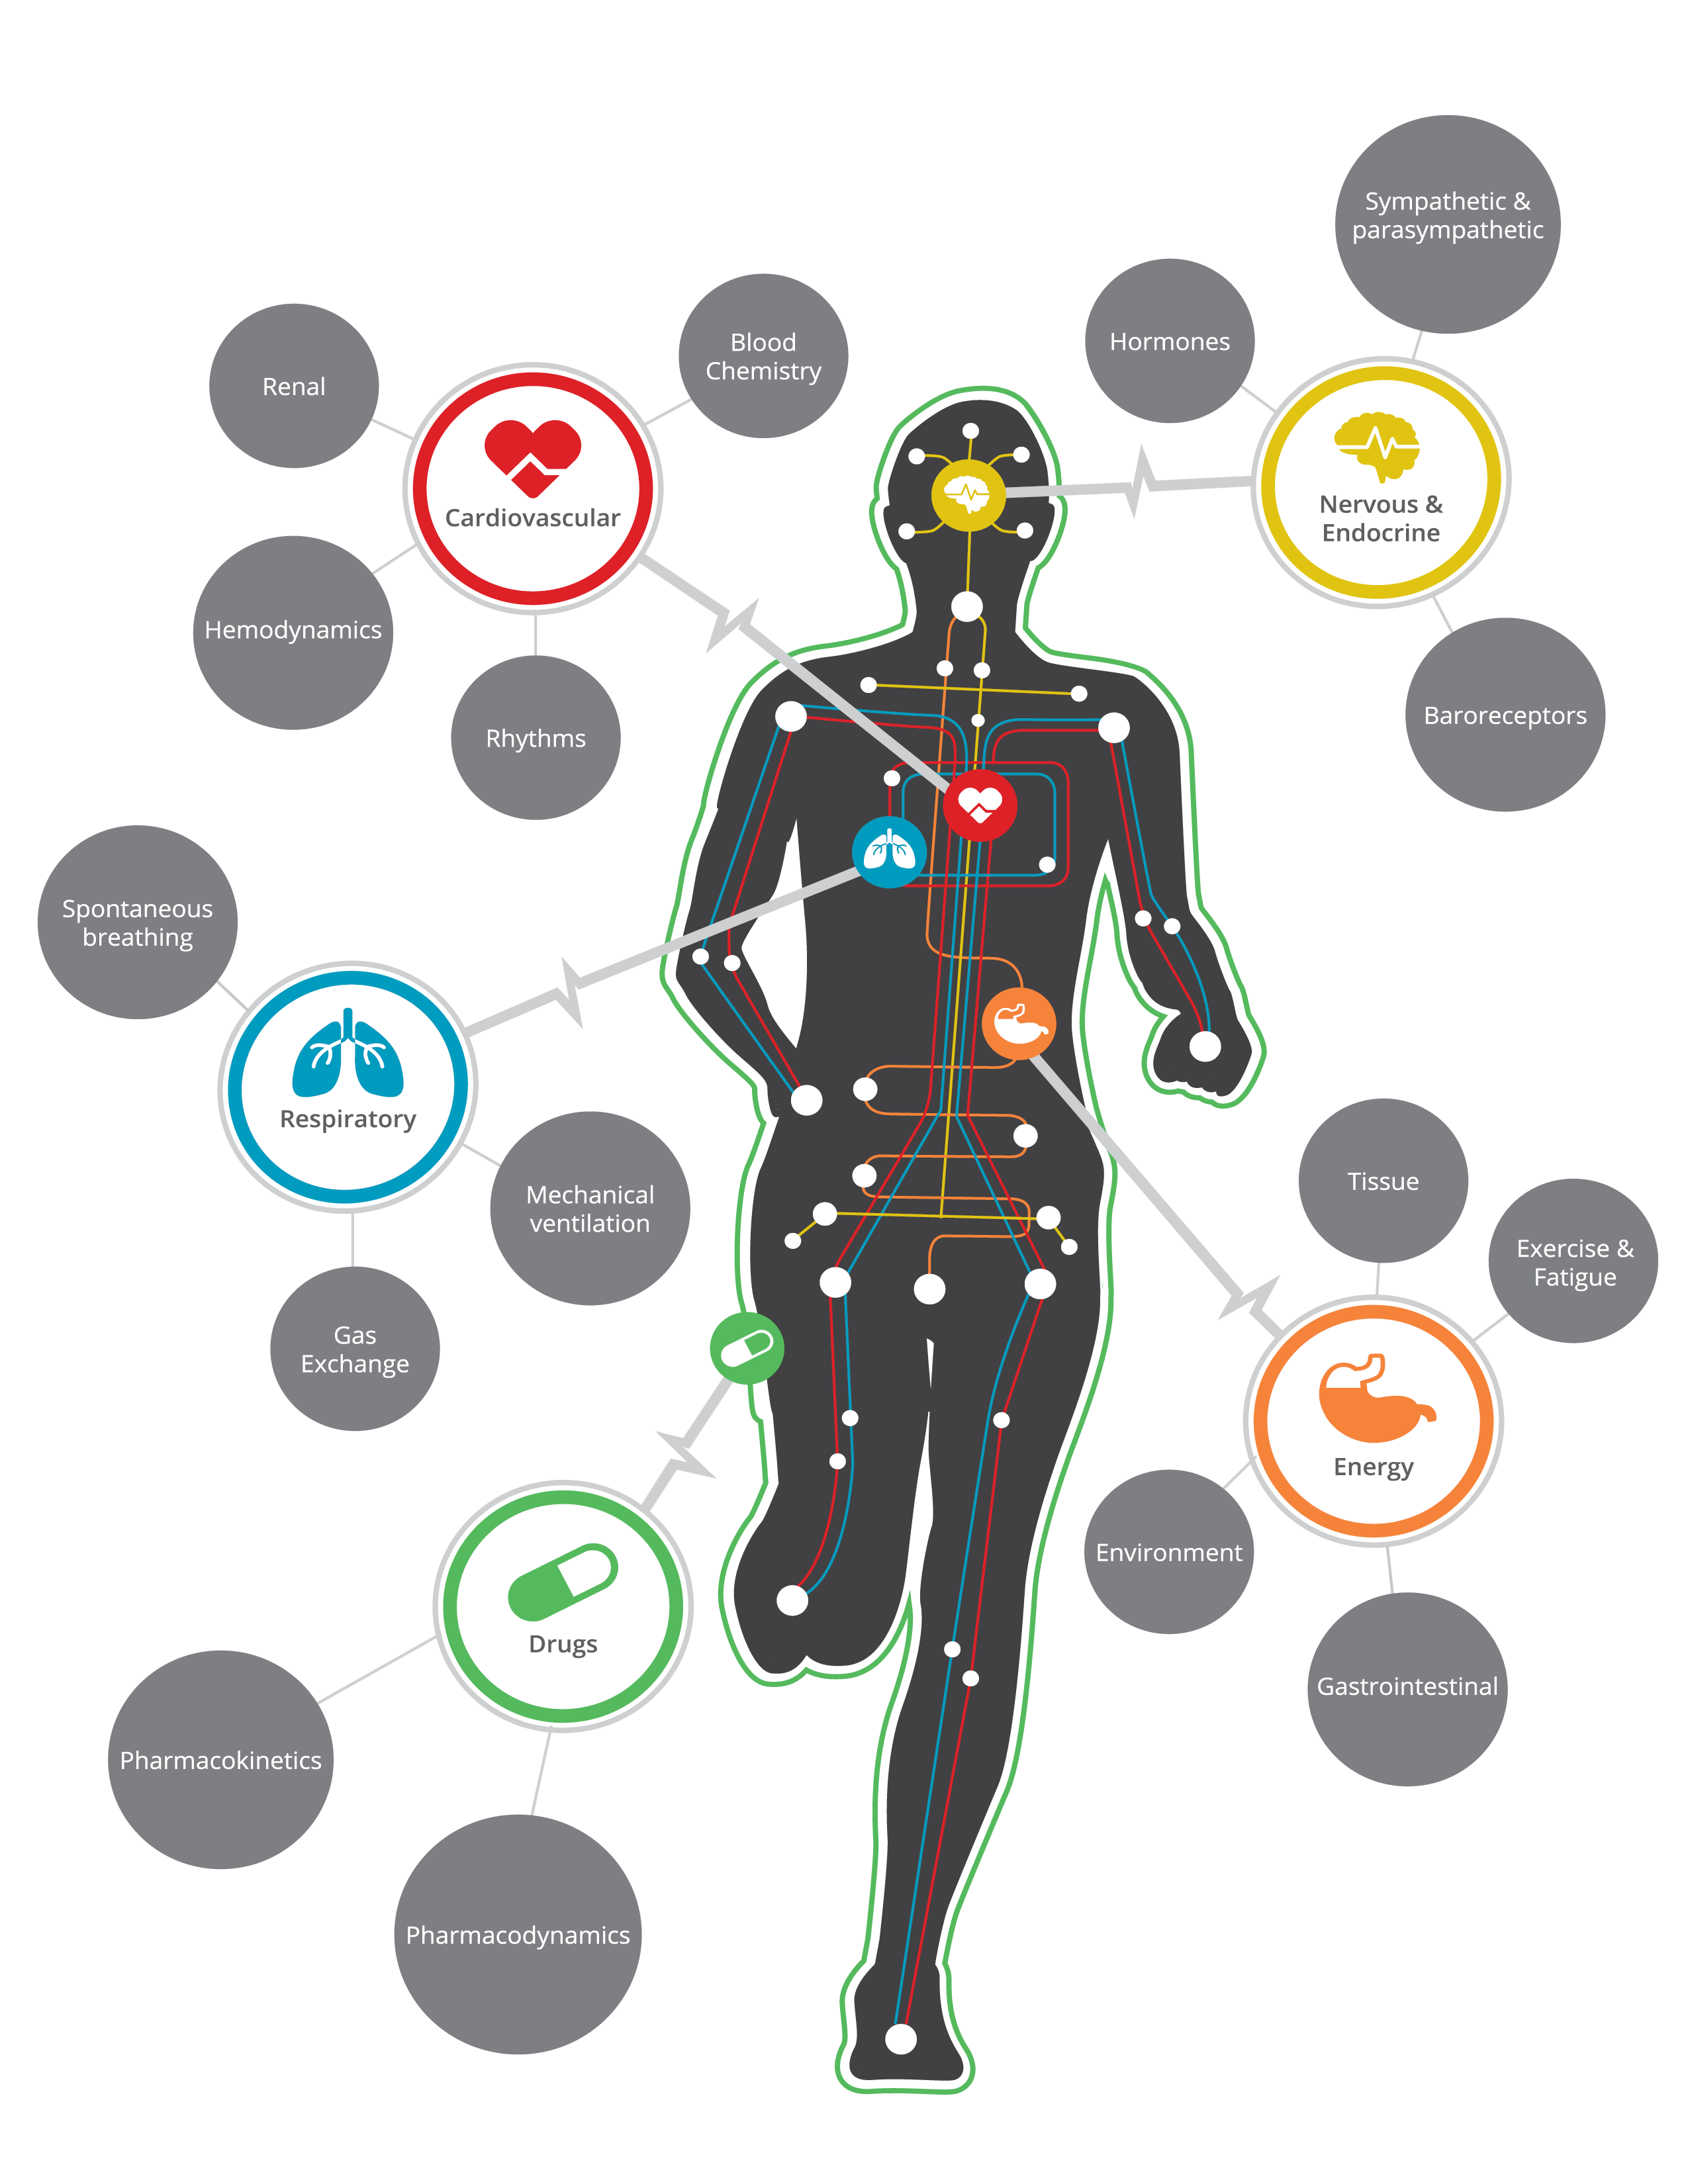 Sympathetic &
parasympathetic
Hormones
Nervous &
Endocrine
Baroreceptors
Blood
Chemistry
Renal
Cardiovascular
Hemodynamics
Rhythms
Spontaneous
breathing
Respiratory
Mechanical
ventilation
Gas
Exchange
Tissue
Exercise &
Fatigue
Energy
Environment
Gastrointestinal
Drugs
Pharmacokinetics
Pharmacodynamics